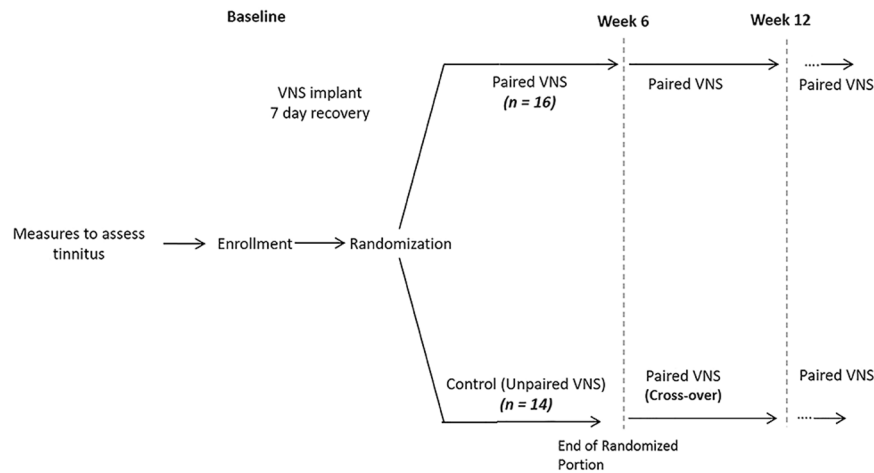 Baseline
Week 6
Week 12
VNS implant
7 day recovery
Paired VNS
(n = 16)
Paired VNS
....
Paired VNS
Measures to assess
tinnitus
Enrollment
Randomization
Control (Unpaired VNS)
(n = 14)
Paired VNS
(Cross-over)
Paired VNS
....
End of Randomized
Portion